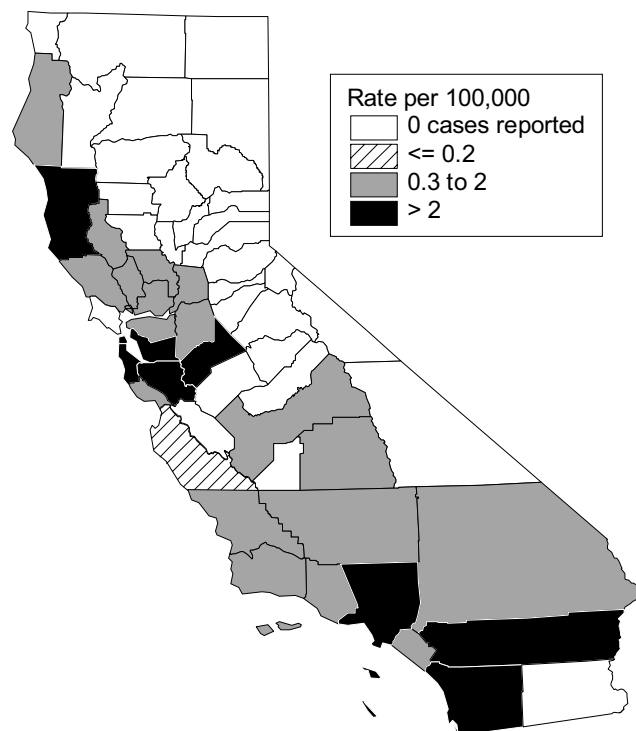 Rate per 100,000
0 cases reported
<= 0.2
0.3 to 2
> 2